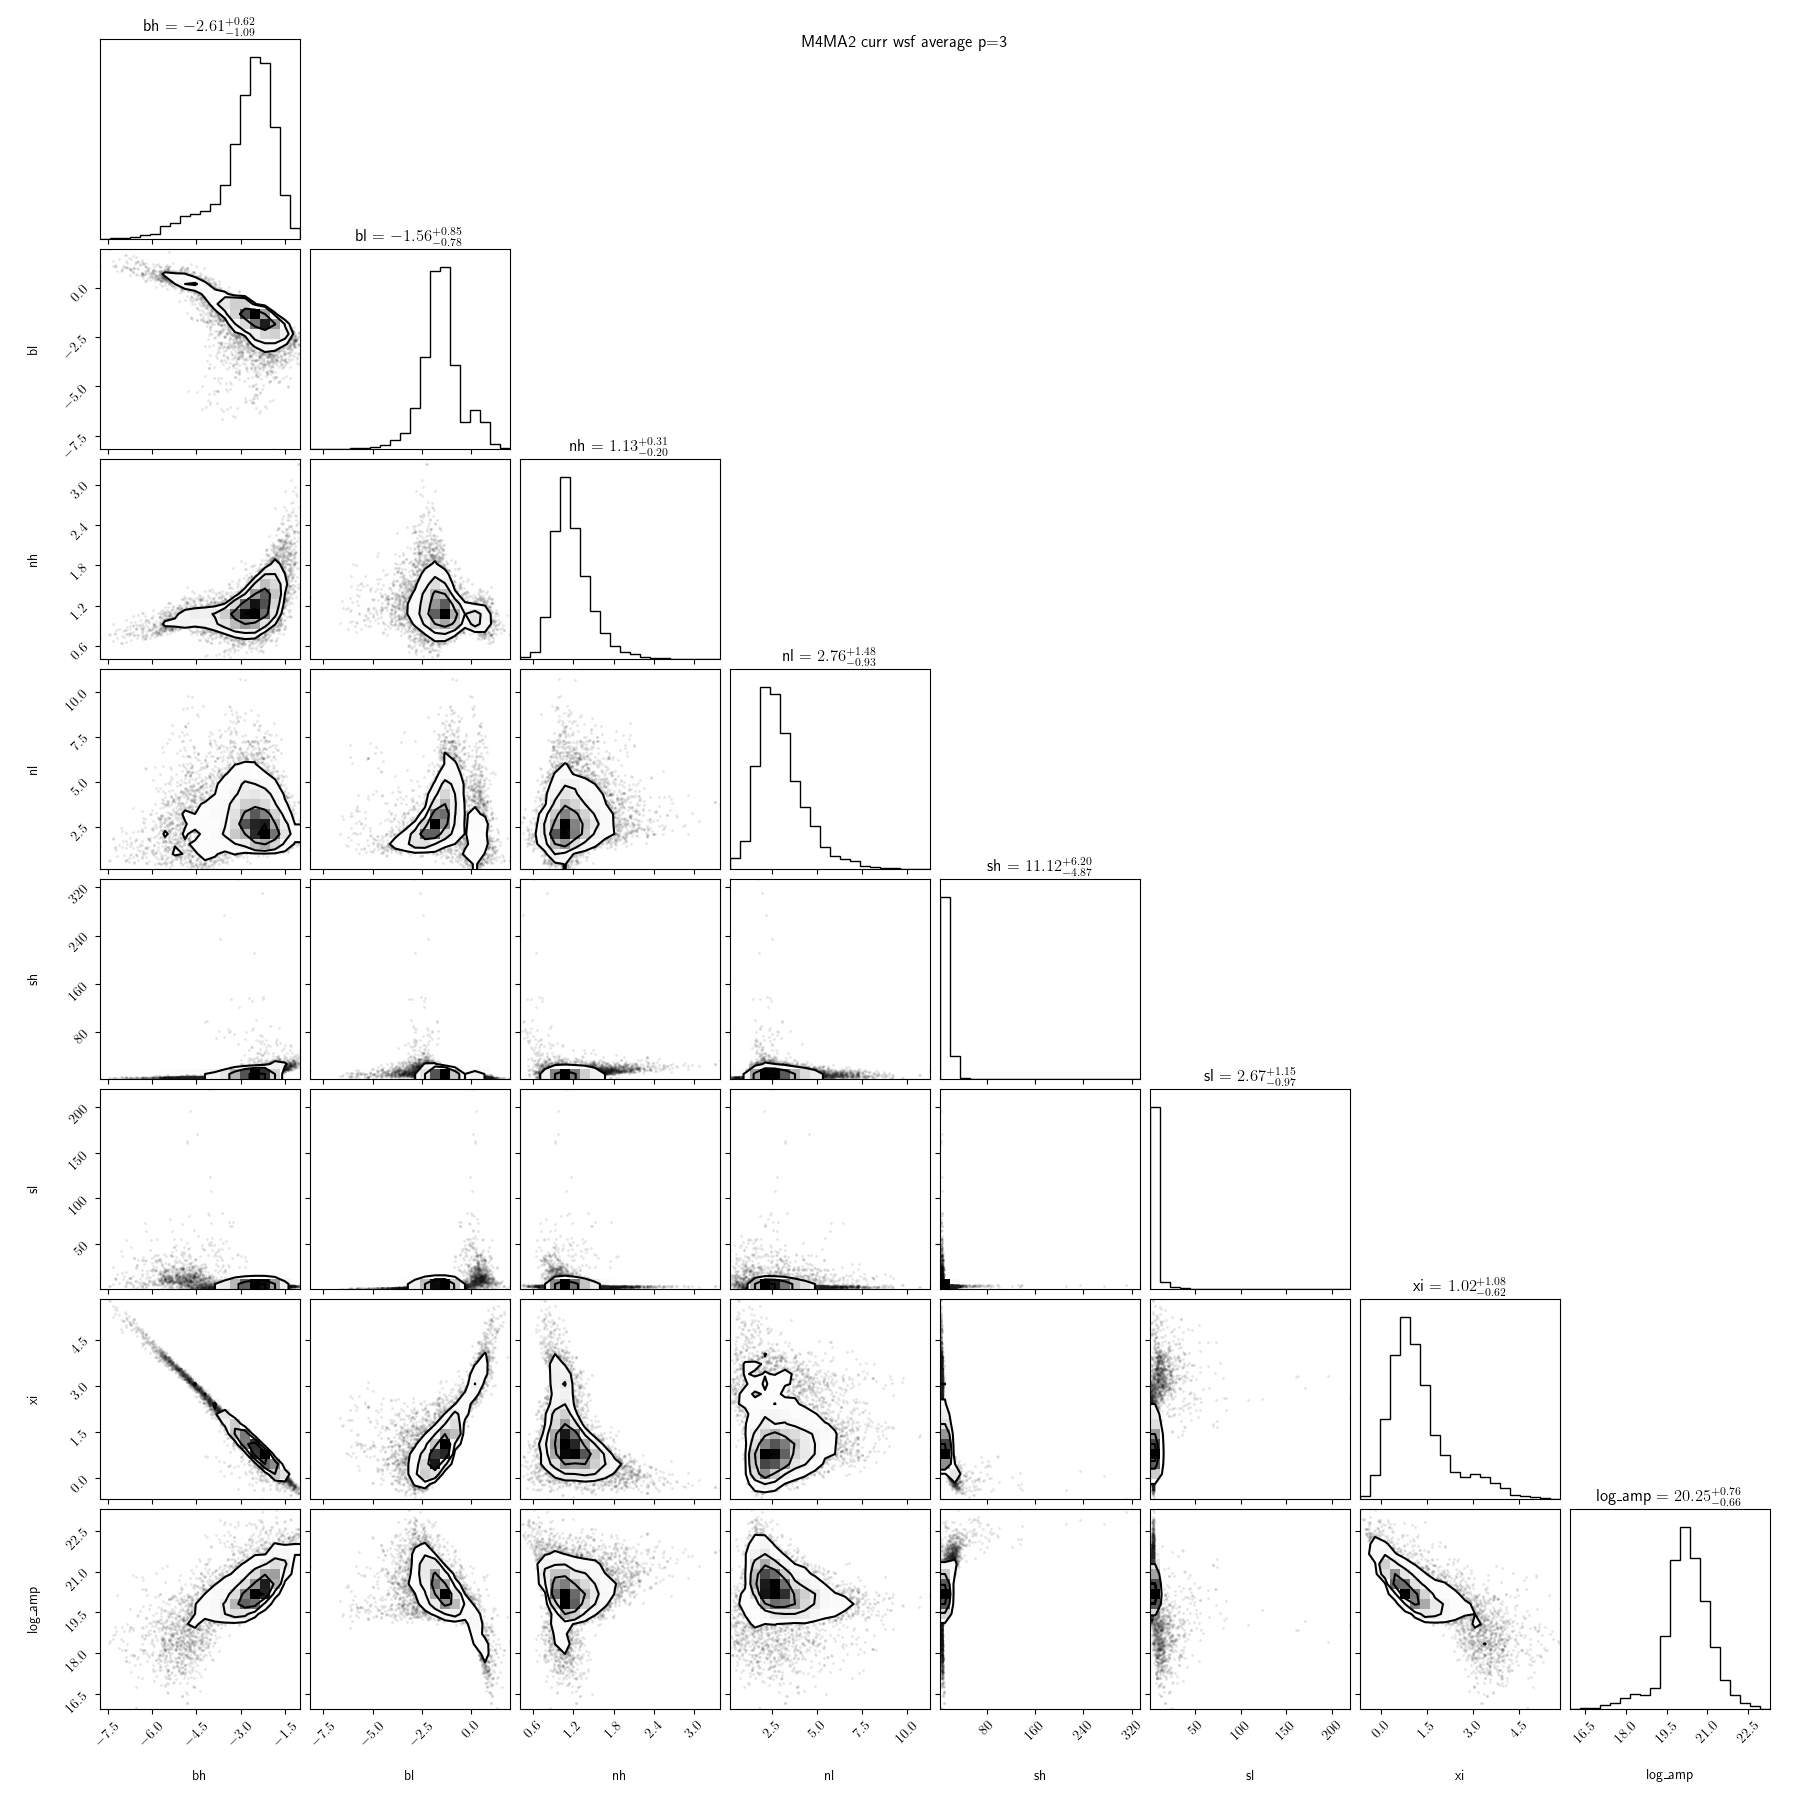 bh = −2.61+0.62−1.09
M4MA2 curr wsf average p=3
bl = −1.56+0.85−0.78
0.0
−2.5
−5.0
−7.5
bl
nh = 1.13+0.31−0.20
3.0
2.4
1.8
1.2
0.6
nh
nl = 2.76+1.48−0.93
10.0
7.5
5.0
2.5
nl
sh = 11.12+6.20−4.87
320
240
160
80
sh
sl = 2.67+1.15−0.97
200
150
100
50
sl
xi = 1.02+1.08−0.62
4.5
3.0
1.5
0.0
xi
log_amp = 20.25+0.76−0.66
22.5
21.0
19.5
18.0
16.5
log_amp
−7.5 −6.0 −4.5 −3.0 −1.5 −7.5 −5.0 −2.5 0.0 0.6 1.2 1.8 2.4 3.0 2.5 5.0 7.5 10.0 80 160 240 320 50 100 150 200 0.0 1.5 3.0 4.5 16.5 18.0 19.5 21.0 22.5
bh bl nh nl sh sl xi log_amp